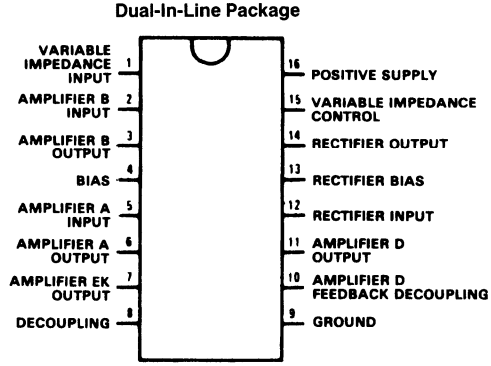 Dual-In-Line Package
VARIABLE
IMPEDANCE
INPUT
1
AMPLIFIER B
INPUT
2
AMPLIFIER B
OUTPUT
3
BIAS
4
AMPLIFIER A
INPUT
5
AMPLIFIER A
OUTPUT
6
AMPLIFIER EK
OUTPUT
7
DECOUPLING
8
16
POSITIVE SUPPLY
15
VARIABLE IMPEDANCE
CONTROL
14
RECTIFIER OUTPUT
13
RECTIFIER BIAS
12
RECTIFIER INPUT
11
AMPLIFIER D
OUTPUT
10
AMPLIFIER D
FEEDBACK DECOUPLING
9
GROUND